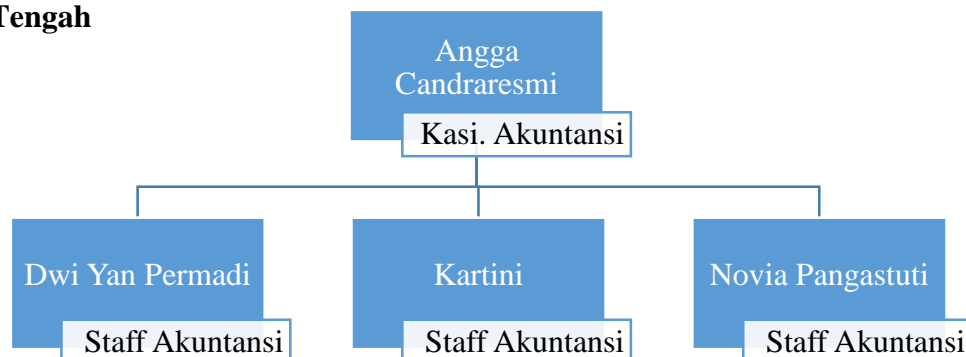 Tengah
Angga
Candraresmi
Kasi. Akuntansi
Dwi Yan Permadi
Staff Akuntansi
Kartini
Staff Akuntansi
Novia Pangastuti
Staff Akuntansi